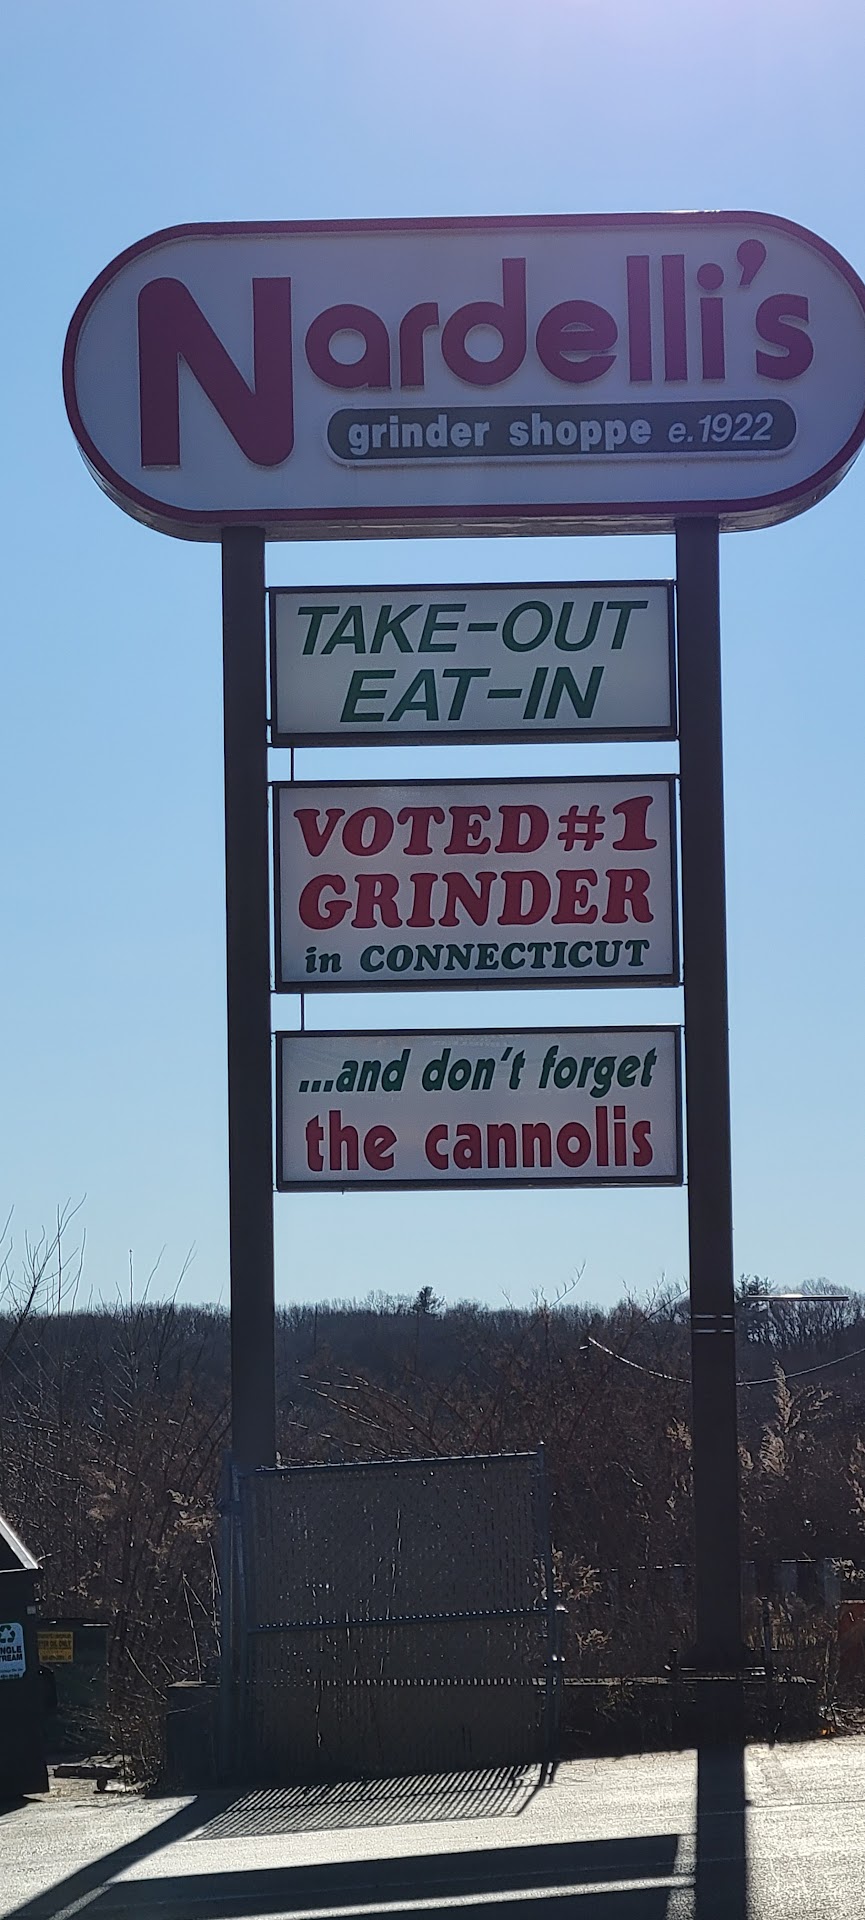 Nardelli's
grinder shoppe e.1922
TAKE-OUT
EAT-IN
VOTED #1
GRINDER
in CONNECTICUT
...and don't forget
the cannolis